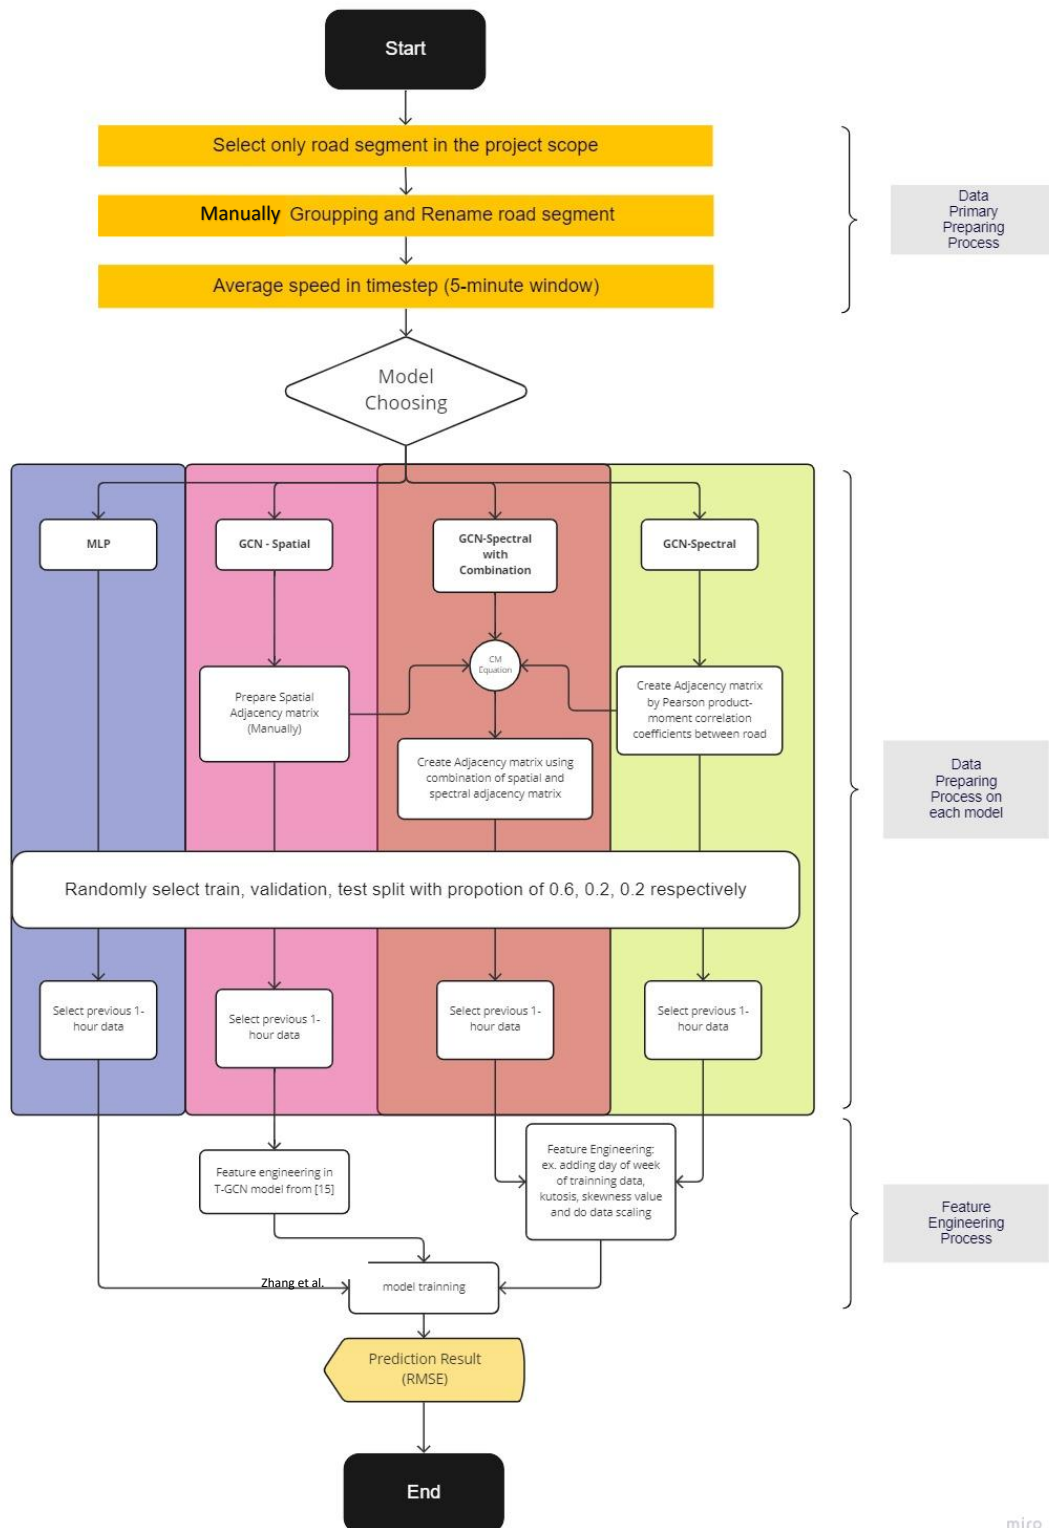 Start
Select only road segment in the project scope
Manually Groupping and Rename road segment
Average speed in timestep (5-minute window)
Data
Primary
Preparing
Process
Model
Choosing
MLP
GCN - Spatial
GCN-Spectral
with
Combination
GCN-Spectral
CM
Equation
Prepare Spatial
Adjacency matrix
(Manually)
Create Adjacency matrix
by Pearson product-
moment correlation
coefficients between road
Create Adjacency matrix using
combination of spatial and
spectral adjacency matrix
Data
Preparing
Process on
each model
Randomly select train, validation, test split with propotion of 0.6, 0.2, 0.2 respectively
Select previous 1-
hour data
Select previous 1-
hour data
Select previous 1-
hour data
Select previous 1-
hour data
Feature engineering in
T-GCN model from [15]
Feature Engineering:
ex. adding day of week
of trainning data,
kutosis, skewness value
and do data scaling
Feature
Engineering
Process
Zhang et al.
model trainning
Prediction Result
(RMSE)
End
miro